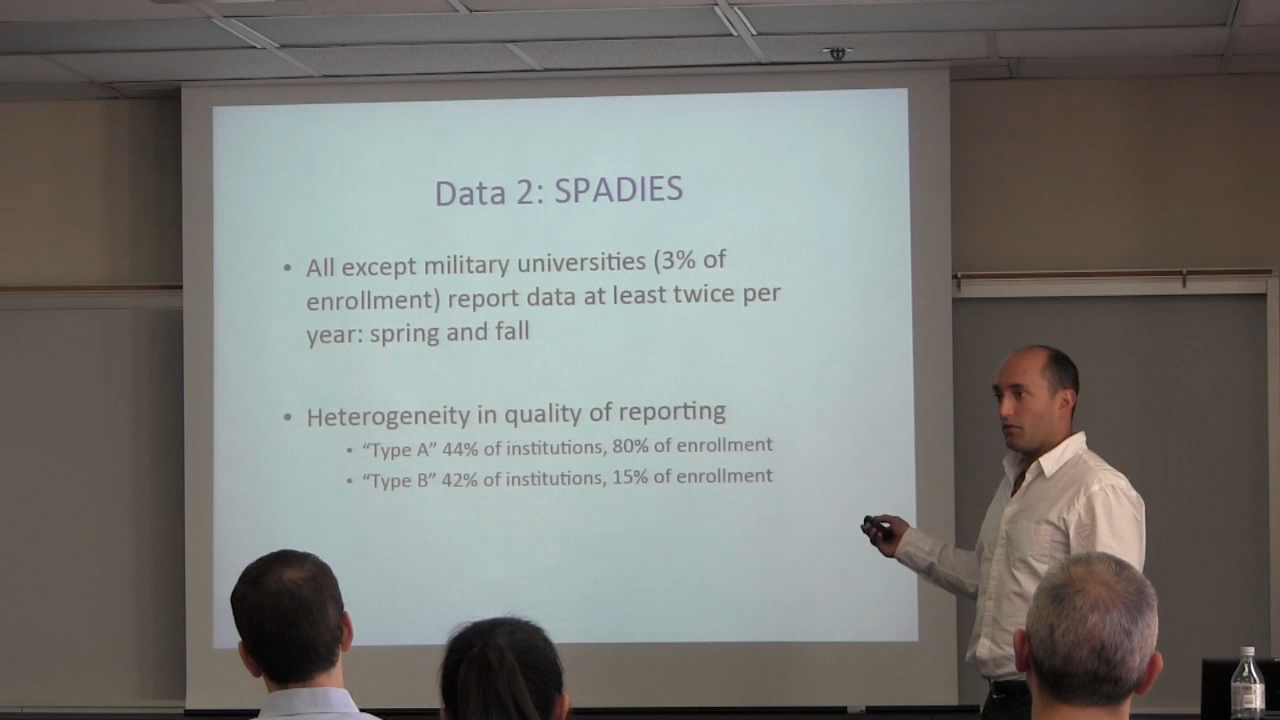 Data 2: SPADIES
• All except military universities (3% of
enrollment) report data at least twice per
year: spring and fall
• Heterogeneity in quality of reporting
• “Type A” 44% of institutions, 80% of enrollment
• “Type B” 42% of institutions, 15% of enrollment